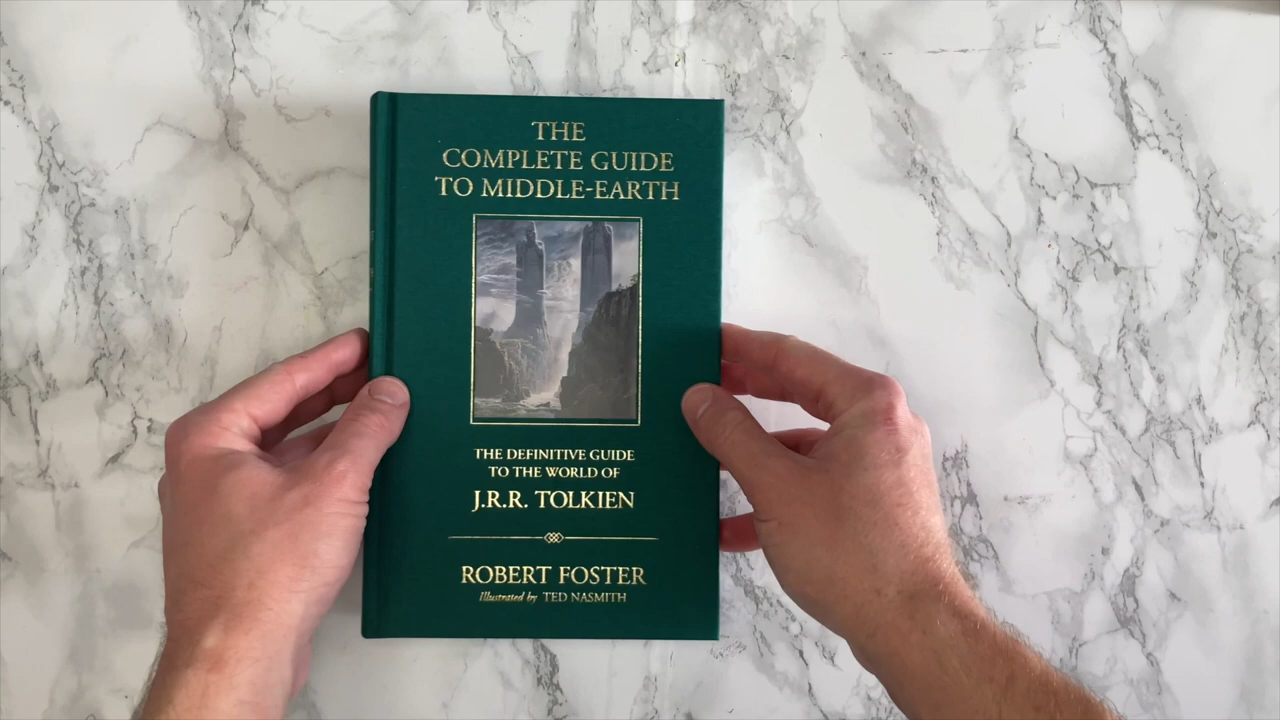 THE
COMPLETE GUIDE
TO MIDDLE-EARTH
THE DEFINITIVE GUIDE
TO THE WORLD OF
J.R.R. TOLKIEN
ROBERT FOSTER
Illustrated by TED NASMITH